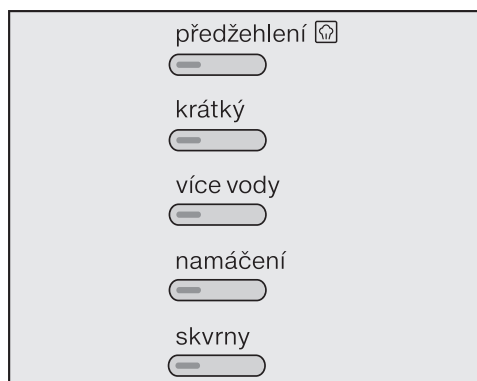 předžehlení
krátký
více vody
namáčení
skvrny